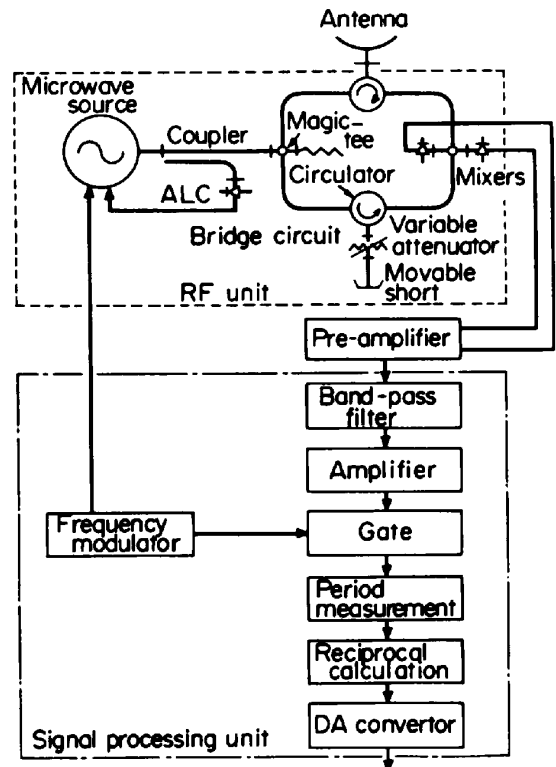 Antenna
Microwave
source
Coupler
Magic-
tee
ALC
Circulator
Mixers
Bridge circuit
Variable
attenuator
Movable
short
RF unit
Pre-amplifier
Band-pass
filter
Amplifier
Frequency
modulator
Gate
Period
measurement
Reciprocal
calculation
DA convertor
Signal processing unit